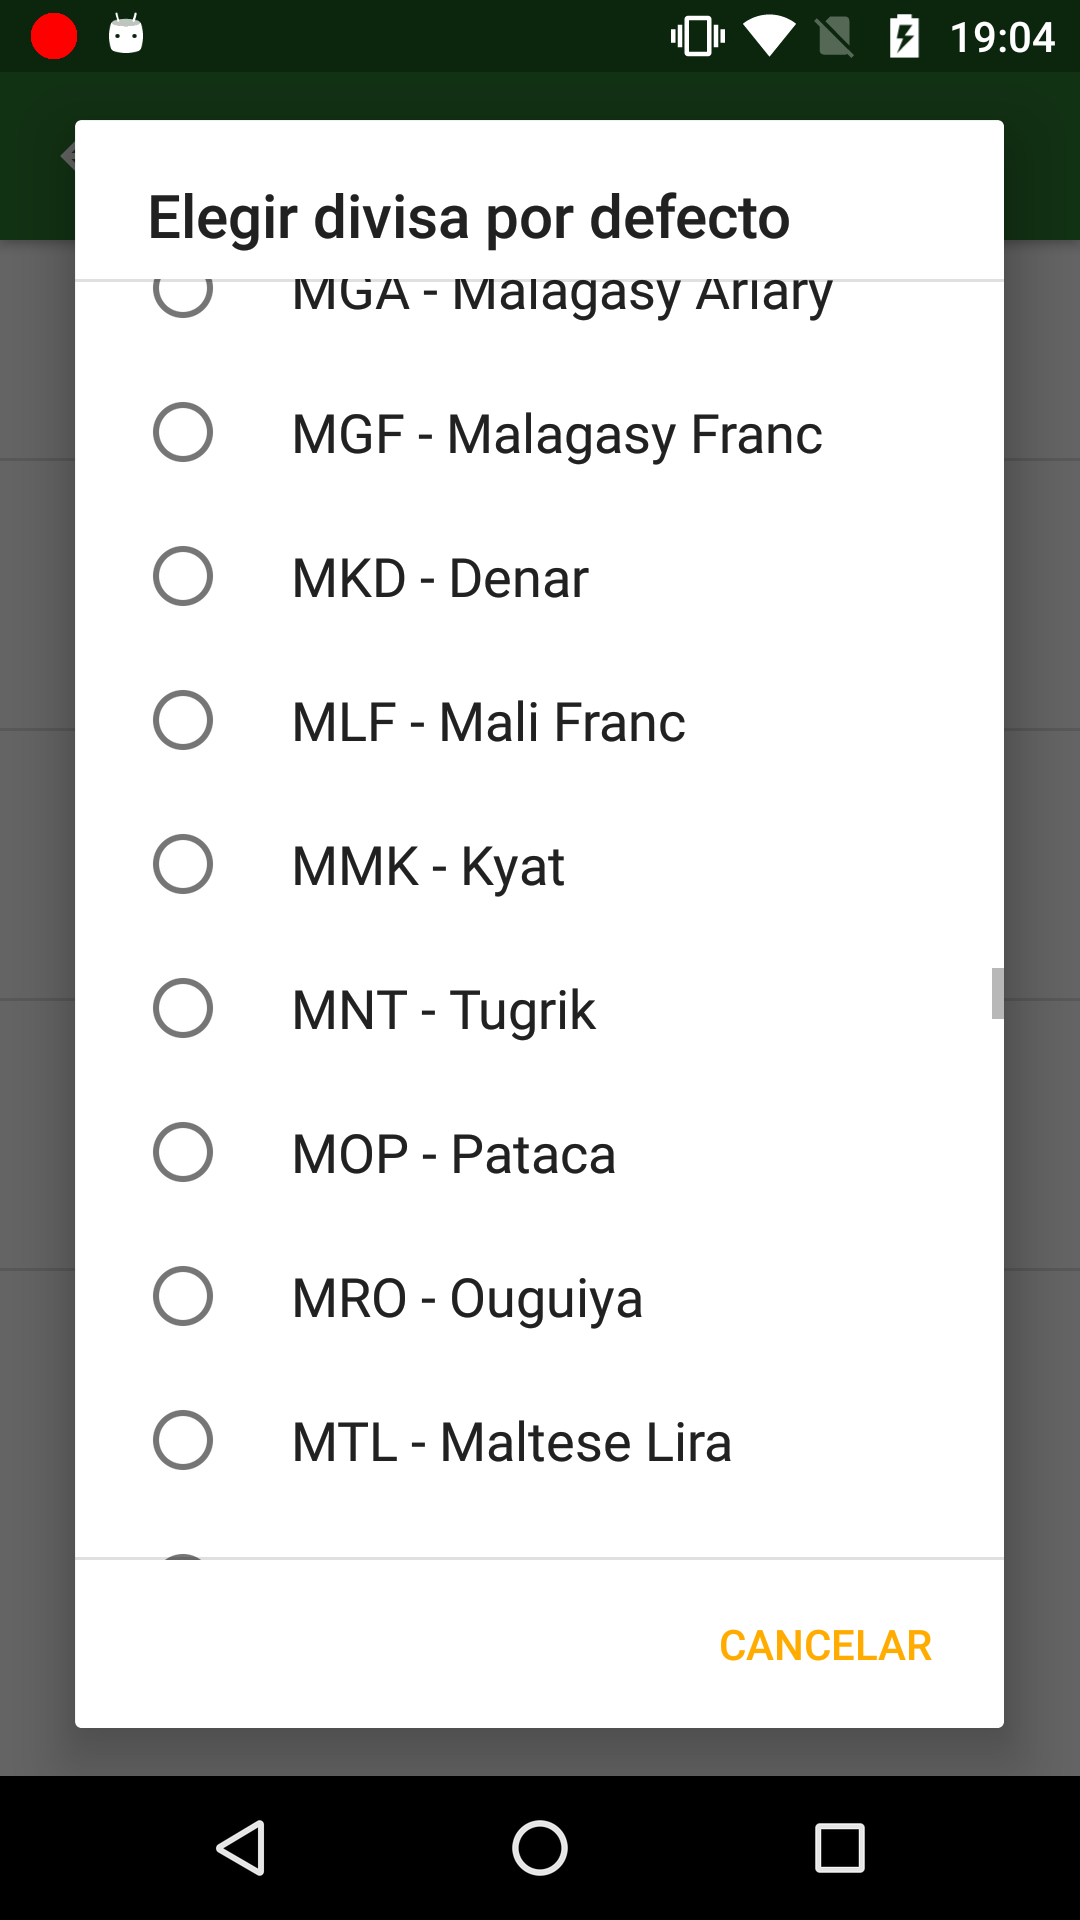 19:04
Elegir divisa por defecto
MGA - Malagasy Ariary
MGF - Malagasy Franc
MKD - Denar
MLF - Mali Franc
MMK - Kyat
MNT - Tugrik
MOP - Pataca
MRO - Ouguiya
MTL - Maltese Lira
CANCELAR